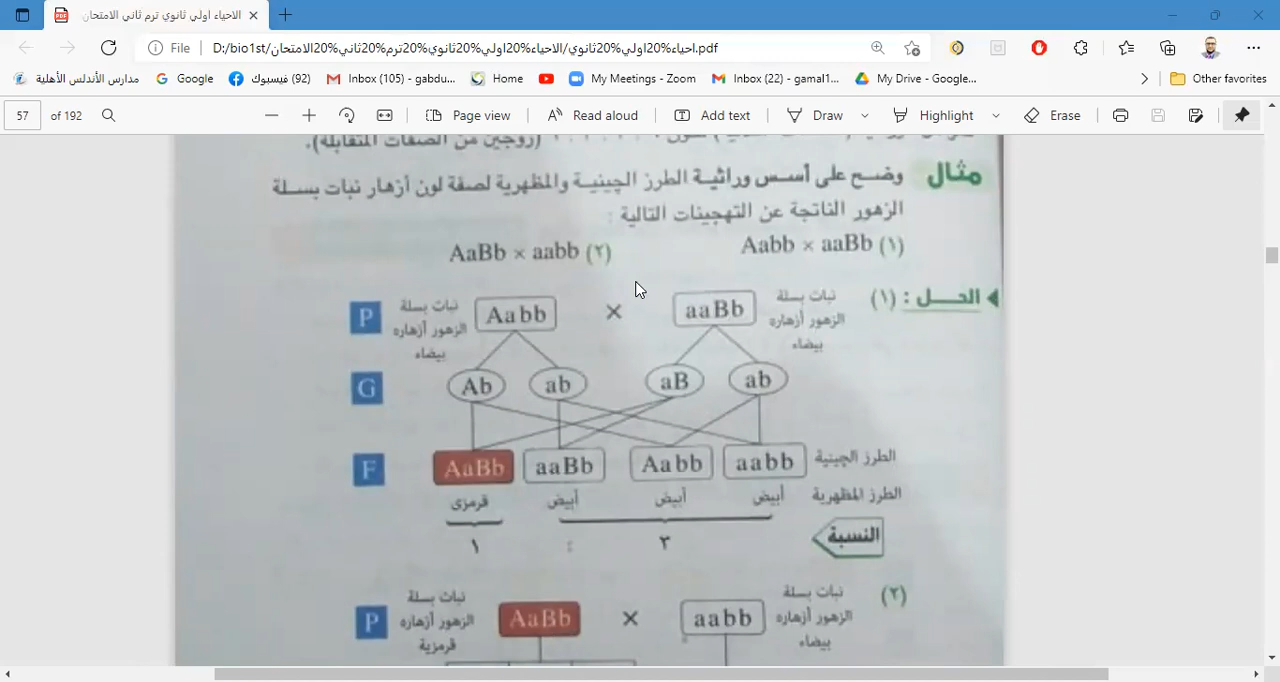 الاحياء اولي ثانوي ترم ثاني الامتحان
File
D:/bio1st/احياء%20اولي%20ثانوي/الاحياء%20اولي%20ثانوي%20ترم%20ثاني%20الامتحان.pdf
مدارس الأندلس الأهلية
Google
(92) فيسبوك
Inbox (105) - gabdu...
Home
My Meetings - Zoom
Inbox (22) - gamal1...
My Drive - Google...
Other favorites
57 of 192
Page view
Read aloud
Add text
Draw
Highlight
Erase
(زوجين من الصفات المتقابلة).
مثال وضح على أسس وراثية الطرز الچينية والمظهرية لصفة لون أزهار نبات بسلة
الزهور الناتجة عن التهجينات التالية :
(١) Aabb × aaBb
(٢) AaBb × aabb
الحل : (١)
P
نبات بسلة الزهور أزهاره بيضاء
Aabb × aaBb
نبات بسلة الزهور أزهاره بيضاء
G Ab ab aB ab
F AaBb aaBb Aabb aabb الطرز الچينية
قرمزى أبيض أبيض أبيض الطرز المظهرية
١ : ٣ النسبة
(٢)
P
نبات بسلة الزهور أزهاره قرمزية
AaBb × aabb
نبات بسلة الزهور أزهاره بيضاء